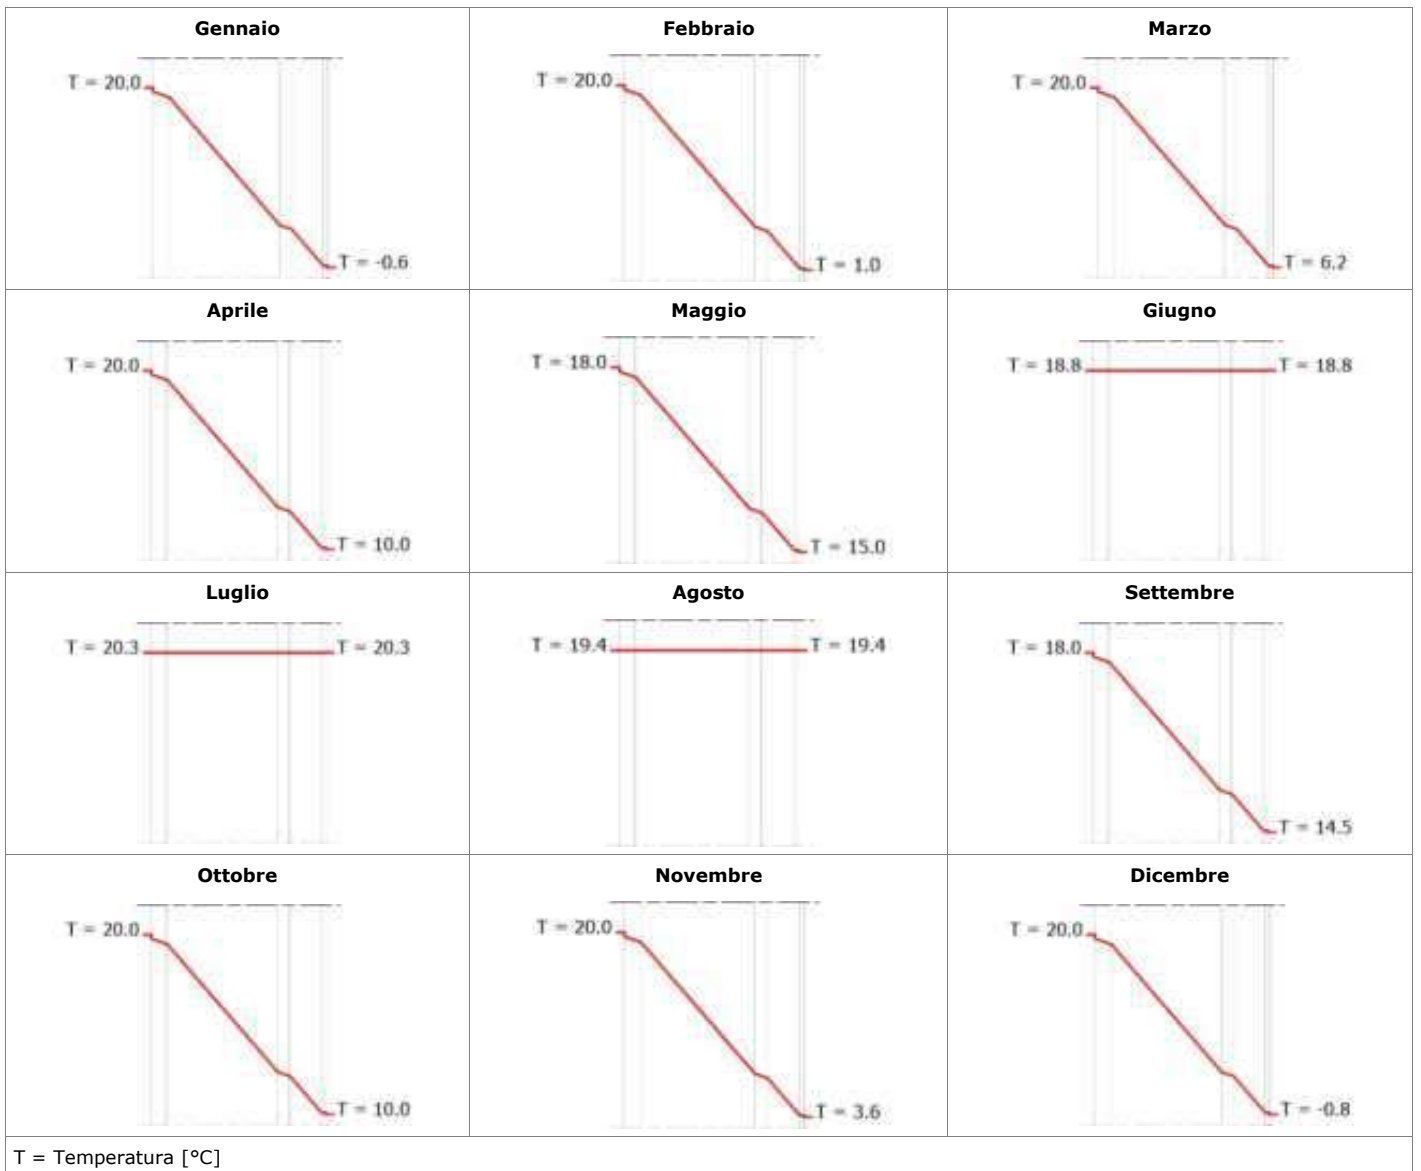 Gennaio
T = 20.0
T = -0.6
Febbraio
T = 20.0
T = 1.0
Marzo
T = 20.0
T = 6.2
Aprile
T = 20.0
T = 10.0
Maggio
T = 18.0
T = 15.0
Giugno
T = 18.8
T = 18.8
Luglio
T = 20.3
T = 20.3
Agosto
T = 19.4
T = 19.4
Settembre
T = 18.0
T = 14.5
Ottobre
T = 20.0
T = 10.0
Novembre
T = 20.0
T = 3.6
Dicembre
T = 20.0
T = -0.8
T = Temperatura [°C]